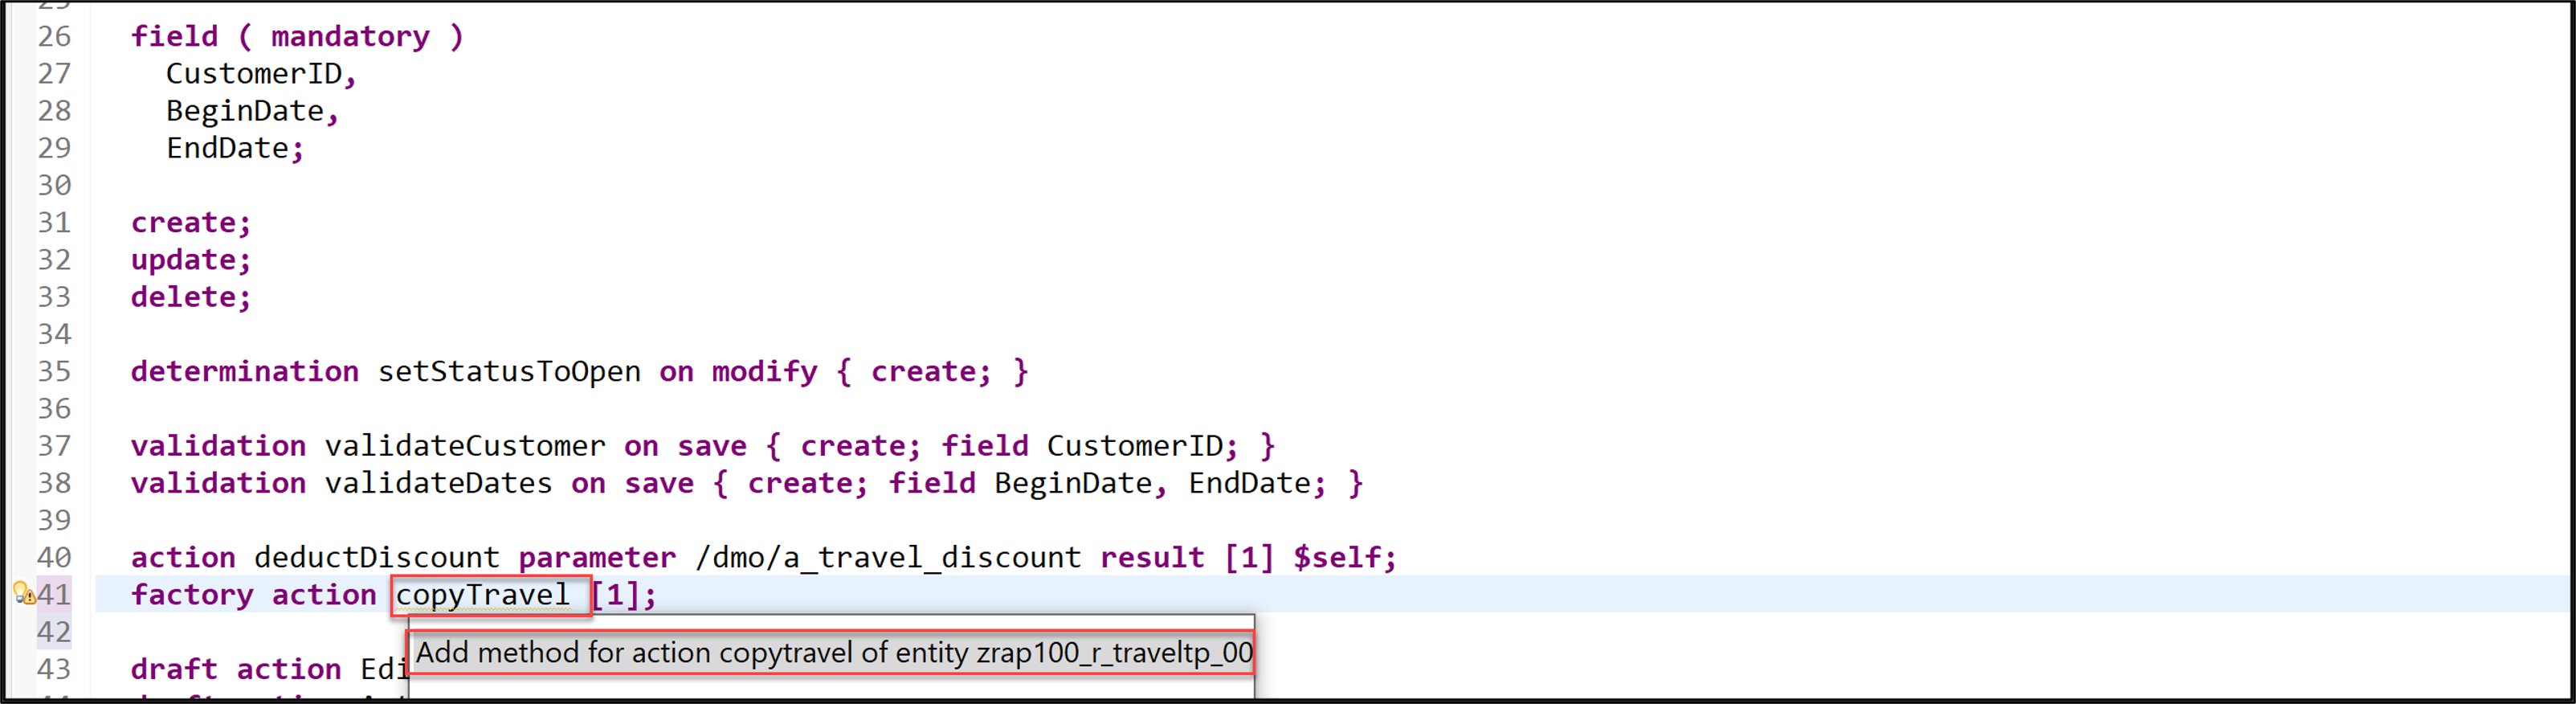 26 field ( mandatory )
27 CustomerID,
28 BeginDate,
29 EndDate;
30
31 create;
32 update;
33 delete;
34
35 determination setStatusToOpen on modify { create; }
36
37 validation validateCustomer on save { create; field CustomerID; }
38 validation validateDates on save { create; field BeginDate, EndDate; }
39
40 action deductDiscount parameter /dmo/a_travel_discount result [1] $self;
41 factory action copyTravel [1];
42
Add method for action copytravel of entity zrap100_r_traveltp_00
43 draft action Edi